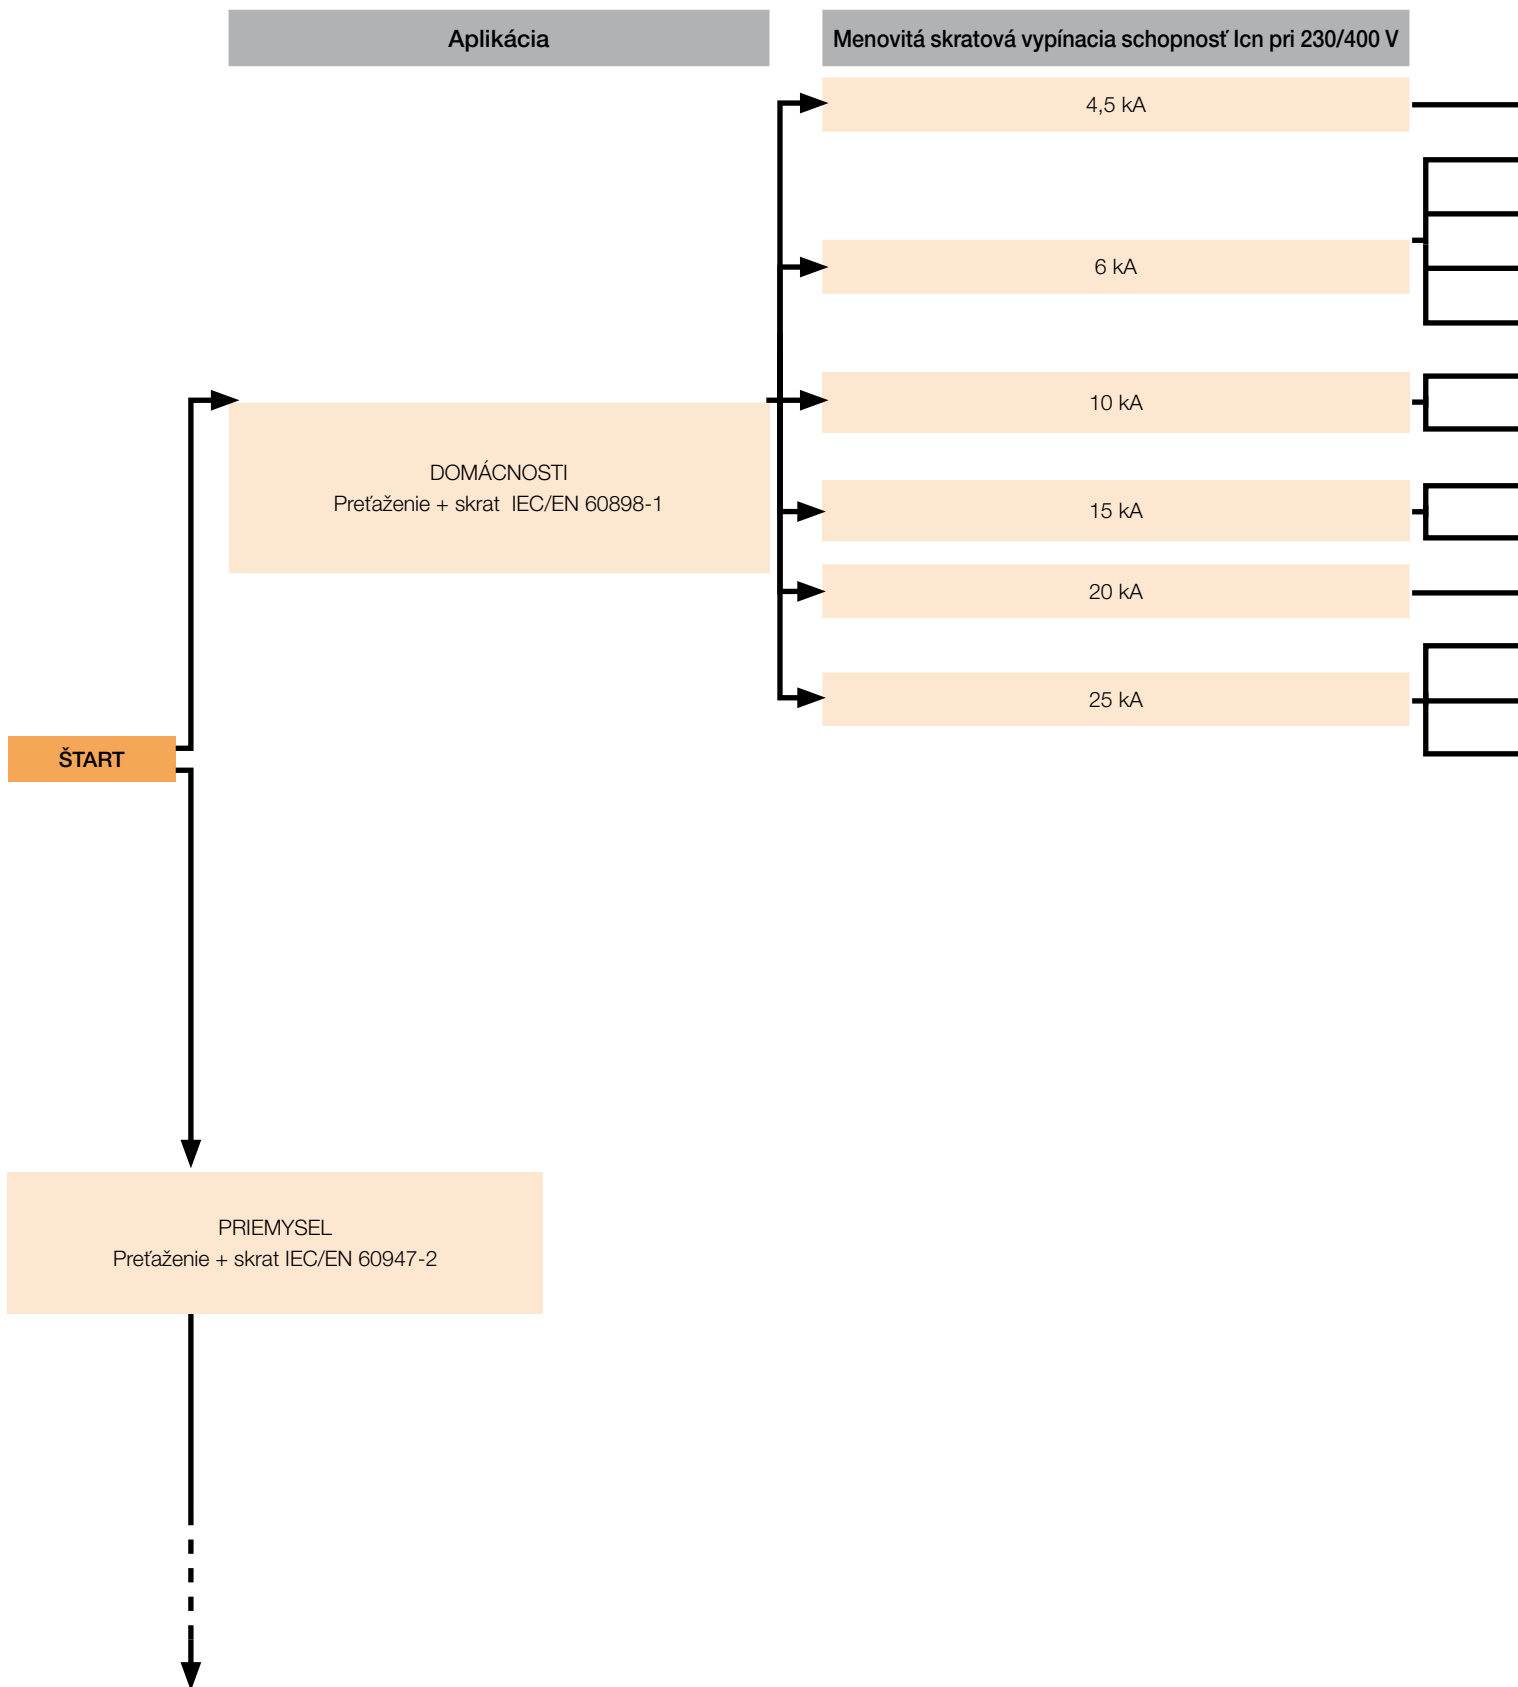 Aplikácia
Menovitá skratová vypínacia schopnosť Icn pri 230/400 V
4,5 kA
6 kA
10 kA
DOMÁCNOSTI
Preťaženie + skrat IEC/EN 60898-1
15 kA
20 kA
25 kA
ŠTART
PRIEMYSEL
Preťaženie + skrat IEC/EN 60947-2